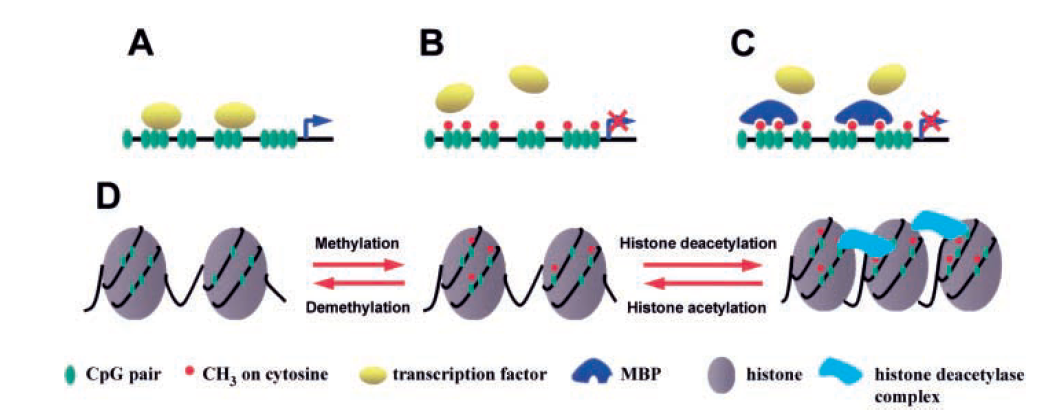 A
B
C
D
Methylation
Demethylation
Histone deacetylation
Histone acetylation
CpG pair
CH3 on cytosine
transcription factor
MBP
histone
histone deacetylase
complex